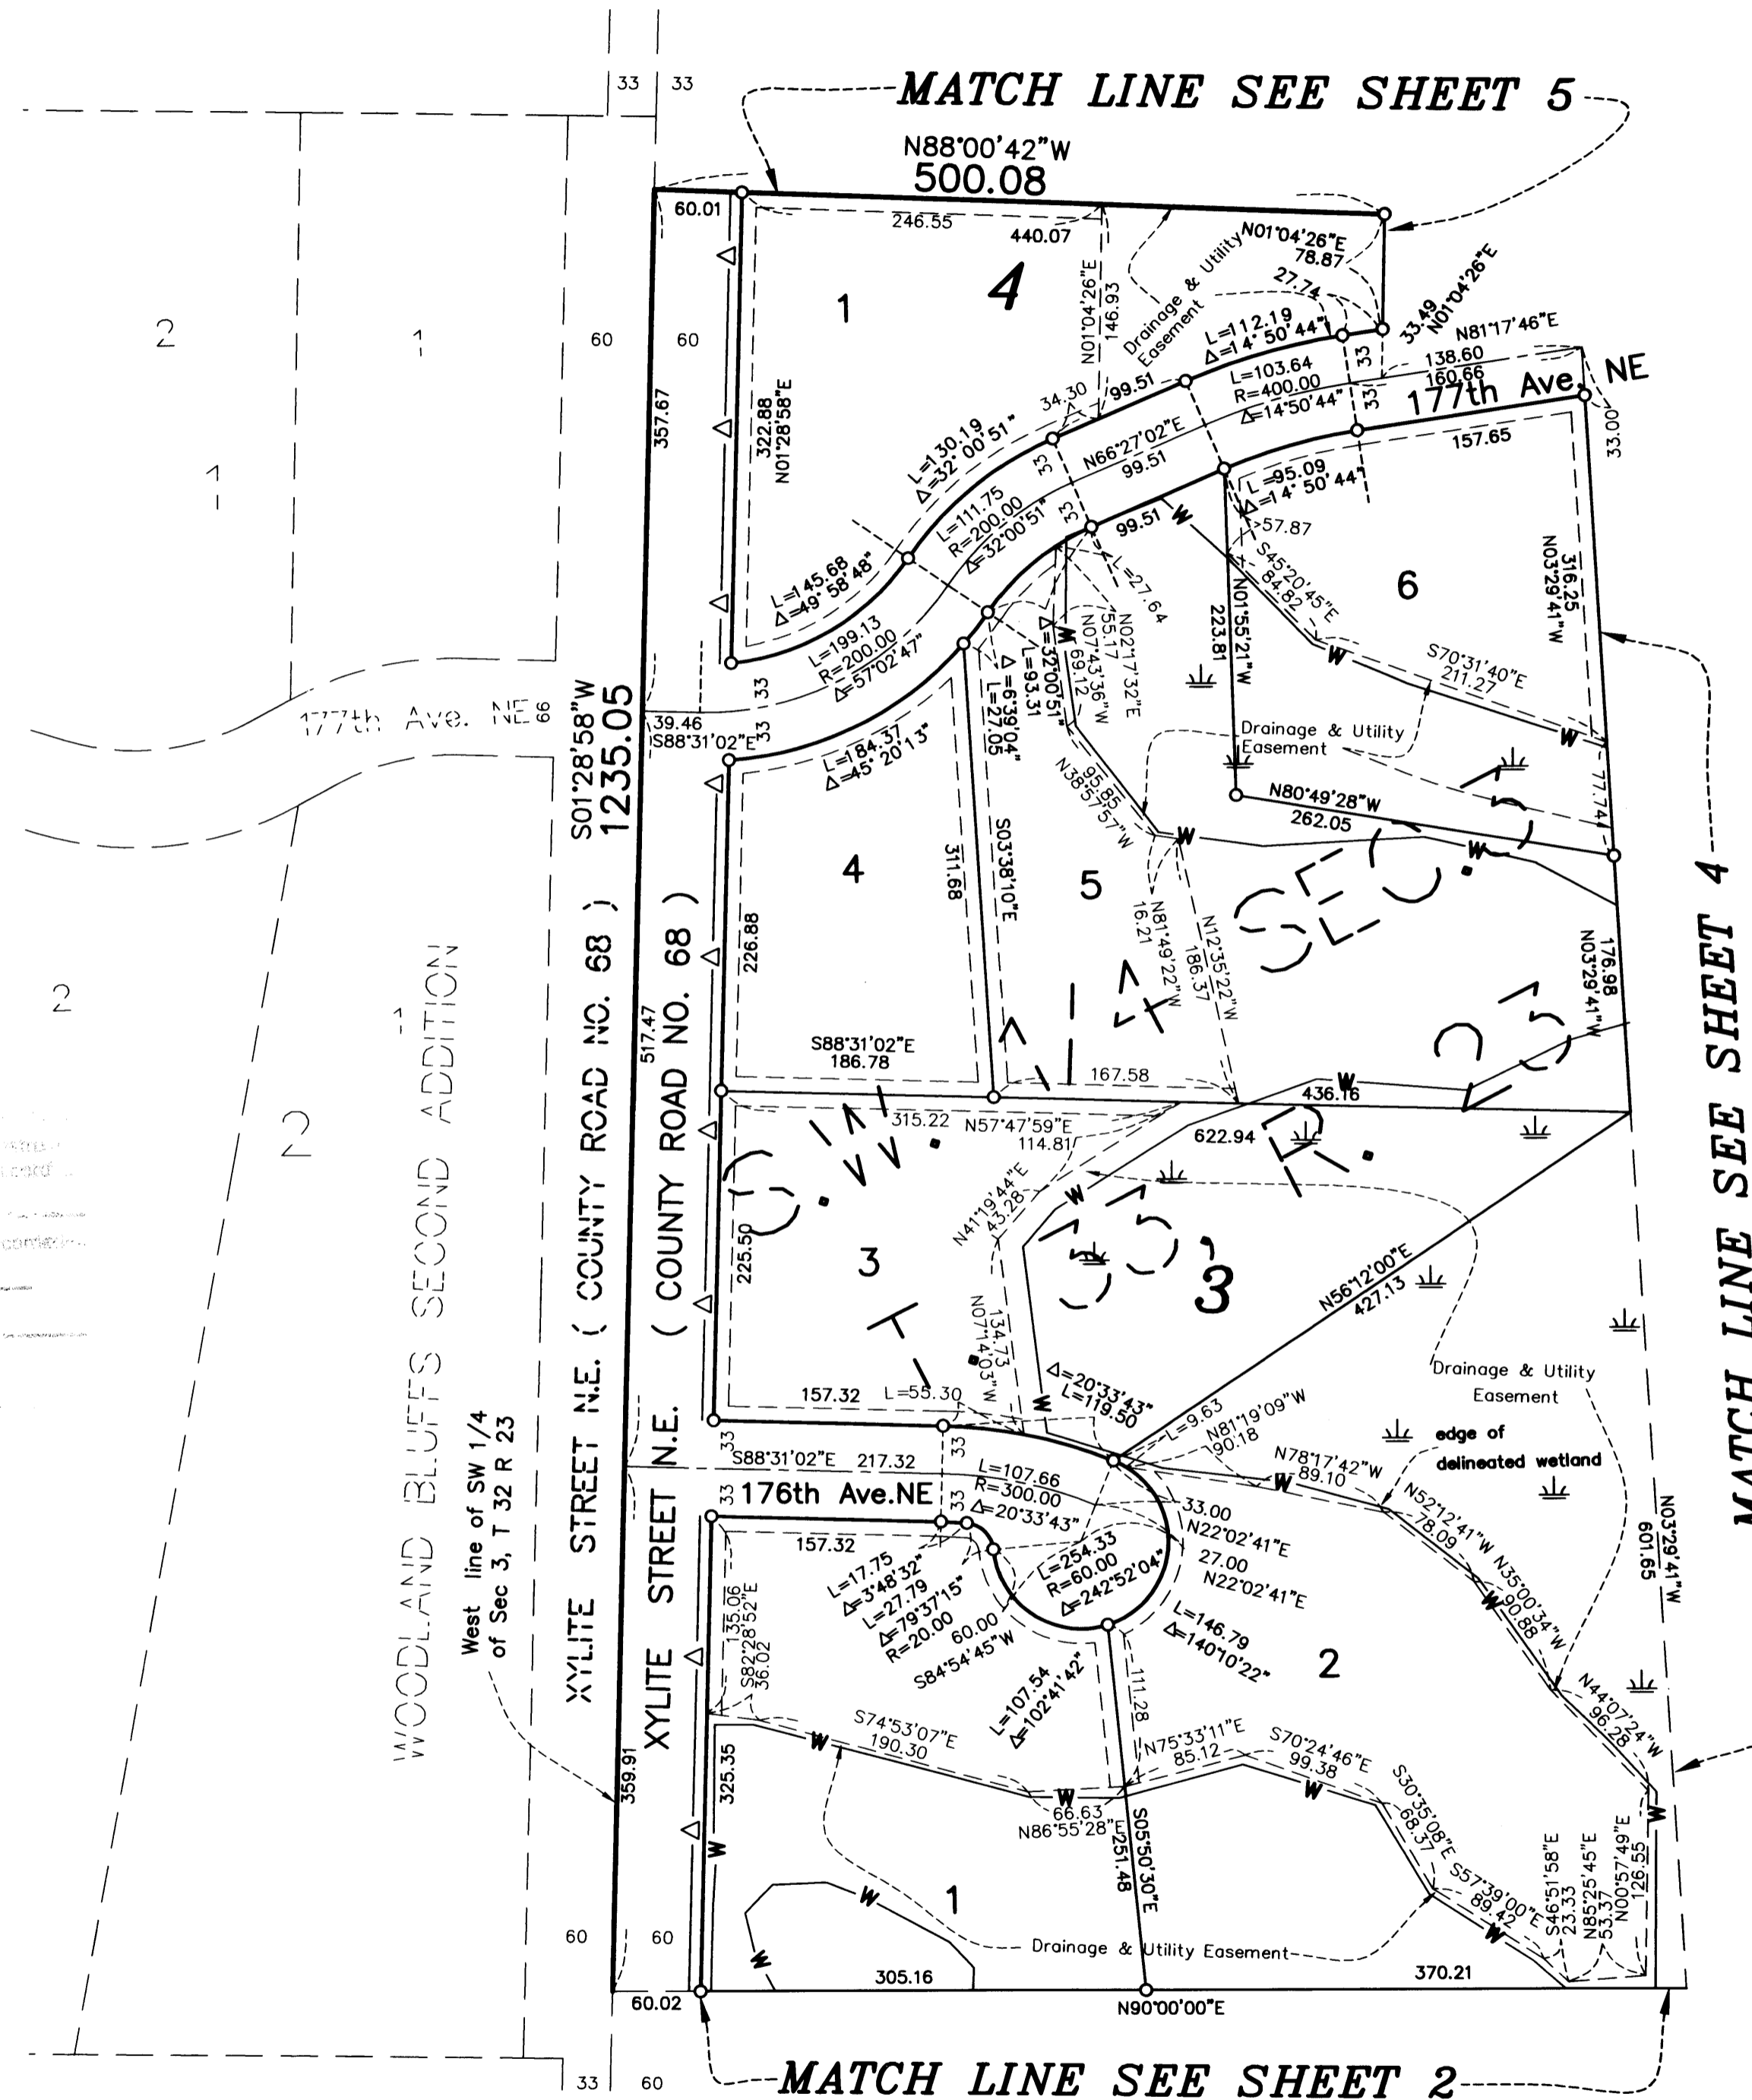 33
33
MATCH LINE SEE SHEET 5
N88°00'42"W
500.08
60.01
246.55
440.07
4
1
N01°04'26"E
146.93
Drainage & Utility
Easement
N01°04'26"E
78.87
27.74
33.49
N01°04'26"E
L=112.19
Δ=14°50'44"
L=103.64
R=400.00
Δ=14°50'44"
33
33
N81°17'46"E
138.60
160.66
177th Ave. NE
157.65
33.00
2
1
1
60
60
357.67
322.88
N01°28'58"E
34.30
99.51
L=130.19
Δ=32°00'51"
33
N66°27'02"E
99.51
L=111.75
R=200.00
Δ=32°00'51"
33
99.51
L=95.09
Δ=14°50'44"
57.87
S45°20'45"E
84.82
6
316.25
N03°29'41"W
L=145.68
Δ=49°58'48"
L=199.13
R=200.00
Δ=57°02'47"
33
33
L=27.64
N02°17'32"E
55.17
N07°43'36"W
69.12
Δ=32°00'51"
L=93.31
Δ=6°39'04"
L=27.05
N01°55'21"W
223.81
S70°31'40"E
211.27
177th Ave. NE
66
39.46
S88°31'02"E
L=184.37
Δ=45°20'13"
Drainage & Utility
Easement
S01°28'58"W
1235.05
N38°57'57"W
95.85
N80°49'28"W
262.05
77.74
4
311.68
S03°38'10"E
5
226.88
SEC.
N81°49'22"W
16.21
N12°35'22"W
186.37
176.98
N03°29'41"W
MATCH LINE SEE SHEET 4
2
2
1
WOODLAND BLUFFS SECOND ADDITION
XYLITE STREET N.E. ( COUNTY ROAD NO. 68 )
XYLITE STREET N.E. ( COUNTY ROAD NO. 68 )
517.47
S88°31'02"E
186.78
167.58
436.16
315.22
N57°47'59"E
114.81
622.94
R.
N41°19'44"E
43.28
225.50
3
3
N56°12'00"E
427.13
134.73
N07°14'03"W
157.32
L=55.30
Δ=20°33'43"
L=119.50
L=9.63
N81°19'09"W
90.18
Drainage & Utility
Easement
edge of
delineated wetland
West line of SW 1/4
of Sec 3, T 32 R 23
33
S88°31'02"E 217.32
33
L=107.66
R=300.00
Δ=20°33'43"
N78°17'42"W
89.10
33
176th Ave.NE
33
33.00
N22°02'41"E
27.00
N22°02'41"E
N52°12'41"W
78.09
N03°29'41"W
601.65
157.32
L=17.75
Δ=3°48'32"
L=27.79
Δ=79°37'15"
R=20.00
L=254.33
R=60.00
Δ=242°52'04"
60.00
S84°54'45"W
L=146.79
Δ=140°10'22"
N35°00'34"W
90.88
135.06
S82°28'52"E
36.02
L=107.54
Δ=102°41'42"
111.28
2
N44°07'24"W
96.28
359.91
325.35
S74°53'07"E
190.30
N75°33'11"E
85.12
S70°24'46"E
99.38
66.63
N86°55'28"E
S05°50'30"E
251.48
S30°35'08"E
68.37
S57°39'00"E
89.42
S46°51'58"E
23.33
N85°25'45"E
53.37
N00°57'49"E
126.55
1
60
60
Drainage & Utility Easement
305.16
370.21
60.02
N90°00'00"E
33
60
MATCH LINE SEE SHEET 2